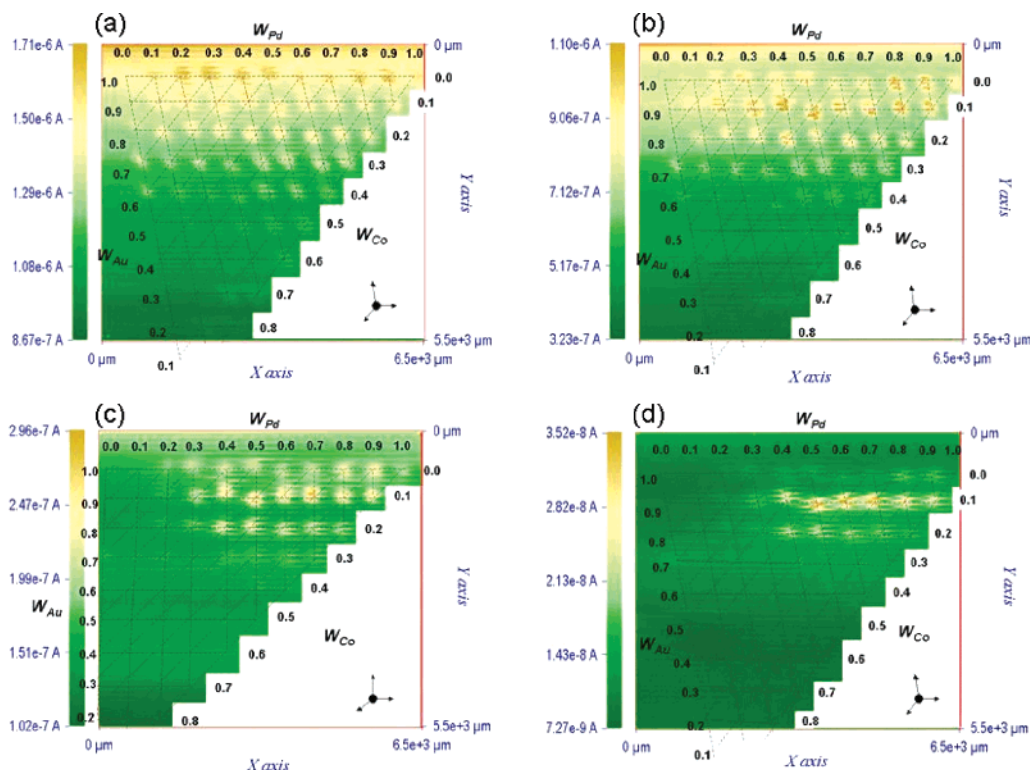 (a)
W_Pd
1.71e-6 A
0.0 0.1 0.2 0.3 0.4 0.5 0.6 0.7 0.8 0.9 1.0
0 µm
1.0
0.0
0.1
1.50e-6 A
0.9
0.2
0.8
0.3
0.7
1.29e-6 A
0.4
Y axis
0.6
0.5
0.5
W_Co
W_Au
0.4
0.6
1.08e-6 A
0.3
0.7
0.2
0.8
8.67e-7 A
5.5e+3 µm
0 µm
6.5e+3 µm
0.1
X axis
(b)
W_Pd
1.10e-6 A
0.0 0.1 0.2 0.3 0.4 0.5 0.6 0.7 0.8 0.9 1.0
0 µm
1.0
0.0
0.1
9.06e-7 A
0.9
0.2
0.8
0.3
0.7
7.12e-7 A
0.4
Y axis
0.6
0.5
0.5
W_Co
W_Au
0.4
0.6
5.17e-7 A
0.3
0.7
0.2
0.8
3.23e-7 A
5.5e+3 µm
0 µm
6.5e+3 µm
0.1
X axis
(c)
W_Pd
2.96e-7 A
0.0 0.1 0.2 0.3 0.4 0.5 0.6 0.7 0.8 0.9 1.0
0 µm
1.0
0.0
0.9
0.1
2.47e-7 A
0.8
0.2
0.7
0.3
1.99e-7 A
0.6
0.4
Y axis
W_Au
0.5
0.5
W_Co
0.4
0.6
1.51e-7 A
0.3
0.7
0.2
0.8
1.02e-7 A
5.5e+3 µm
0 µm
6.5e+3 µm
X axis
(d)
W_Pd
3.52e-8 A
0.0 0.1 0.2 0.3 0.4 0.5 0.6 0.7 0.8 0.9 1.0
0 µm
1.0
0.0
0.1
2.82e-8 A
0.9
0.2
0.8
0.3
0.7
2.13e-8 A
0.4
Y axis
0.6
0.5
0.5
W_Co
W_Au
0.4
0.6
1.43e-8 A
0.3
0.7
0.2
0.8
7.27e-9 A
5.5e+3 µm
0 µm
6.5e+3 µm
0.1
X axis